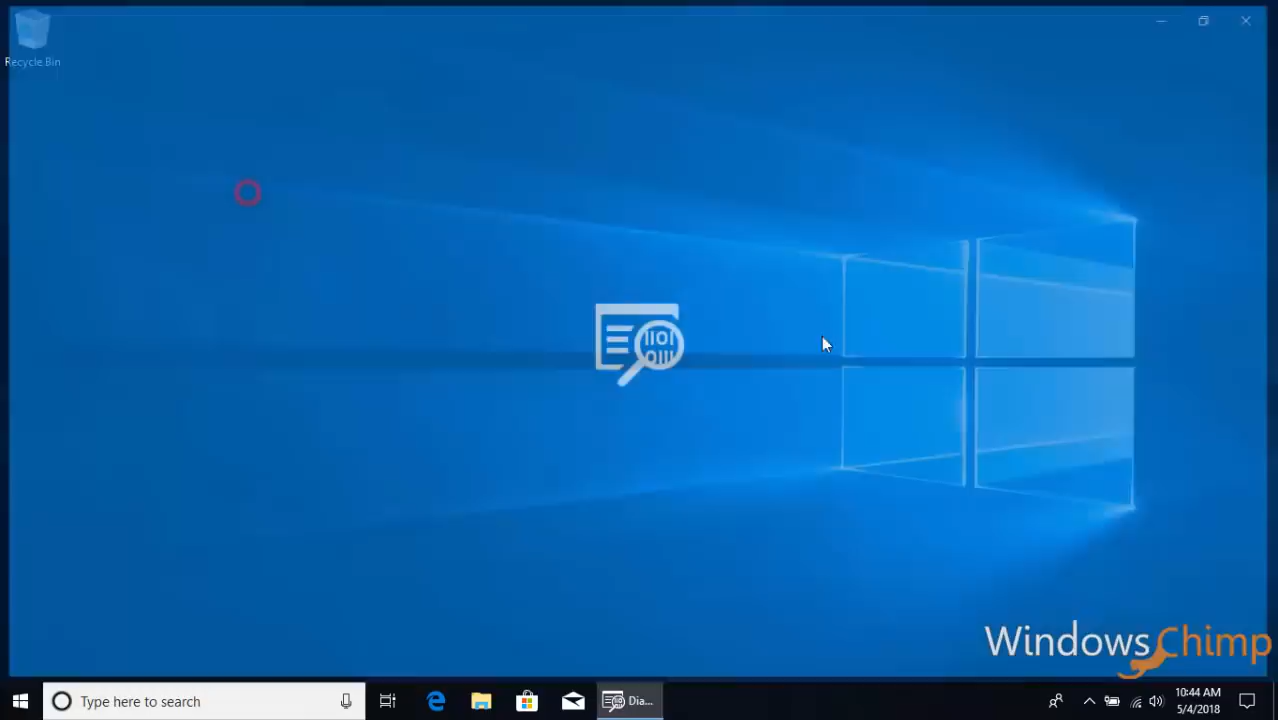 Recycle Bin
WindowsChimp
Type here to search
Dia...
10:44 AM
5/4/2018